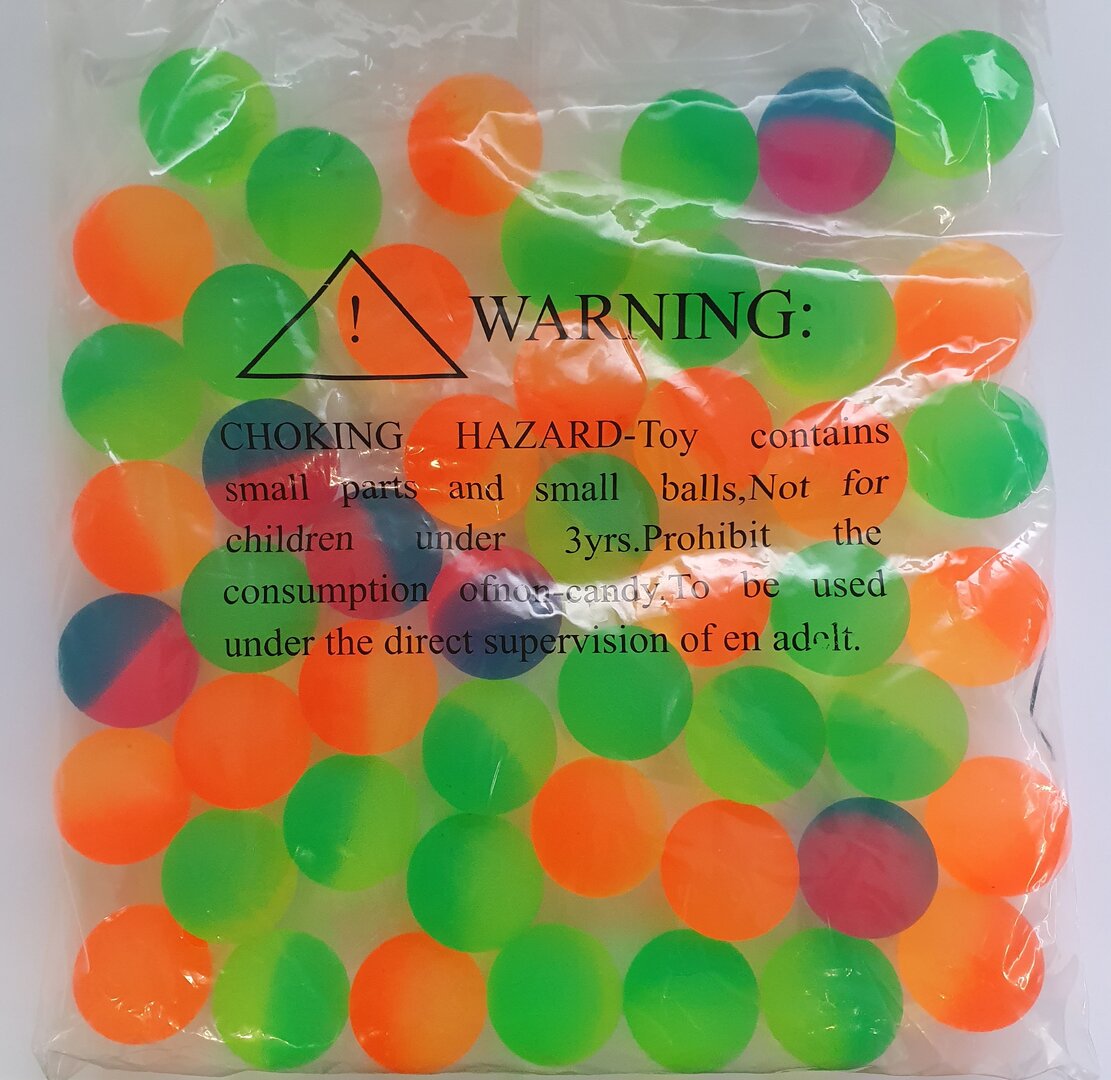 ! WARNING:
CHOKING HAZARD-Toy contains
small parts and small balls,Not for
children under 3yrs.Prohibit the
consumption ofnon-candy.To be used
under the direct supervision of en adelt.